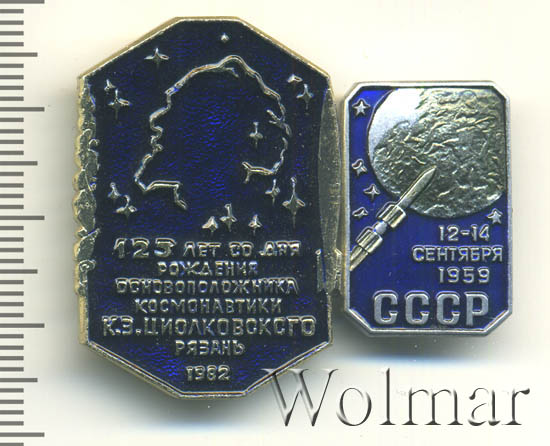 125 ЛЕТ СО ДНЯ
РОЖДЕНИЯ
ОСНОВОПОЛОЖНИКА
КОСМОНАВТИКИ
К.Э. ЦИОЛКОВСКОГО
РЯЗАНЬ
1982
12-14
СЕНТЯБРЯ
1959
СССР
Wolmar